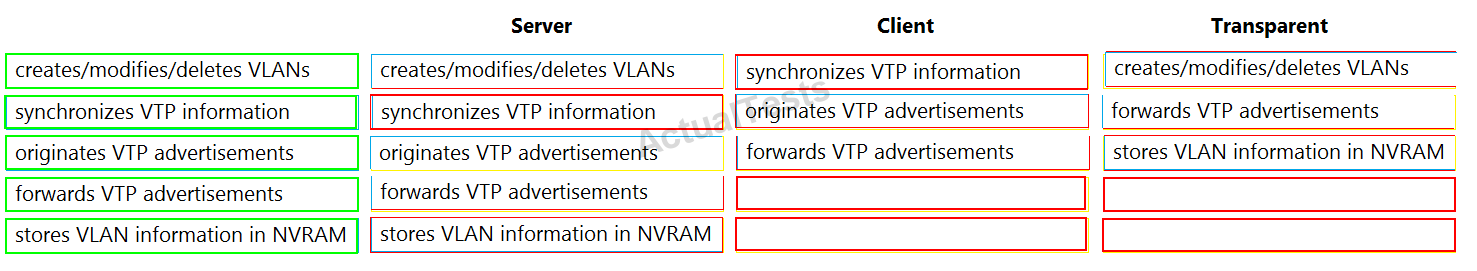 Server Client Transparent
creates/modifies/deletes VLANs creates/modifies/deletes VLANs synchronizes VTP information creates/modifies/deletes VLANs
synchronizes VTP information synchronizes VTP information originates VTP advertisements forwards VTP advertisements
originates VTP advertisements originates VTP advertisements forwards VTP advertisements stores VLAN information in NVRAM
forwards VTP advertisements forwards VTP advertisements
stores VLAN information in NVRAM stores VLAN information in NVRAM
ActualTests